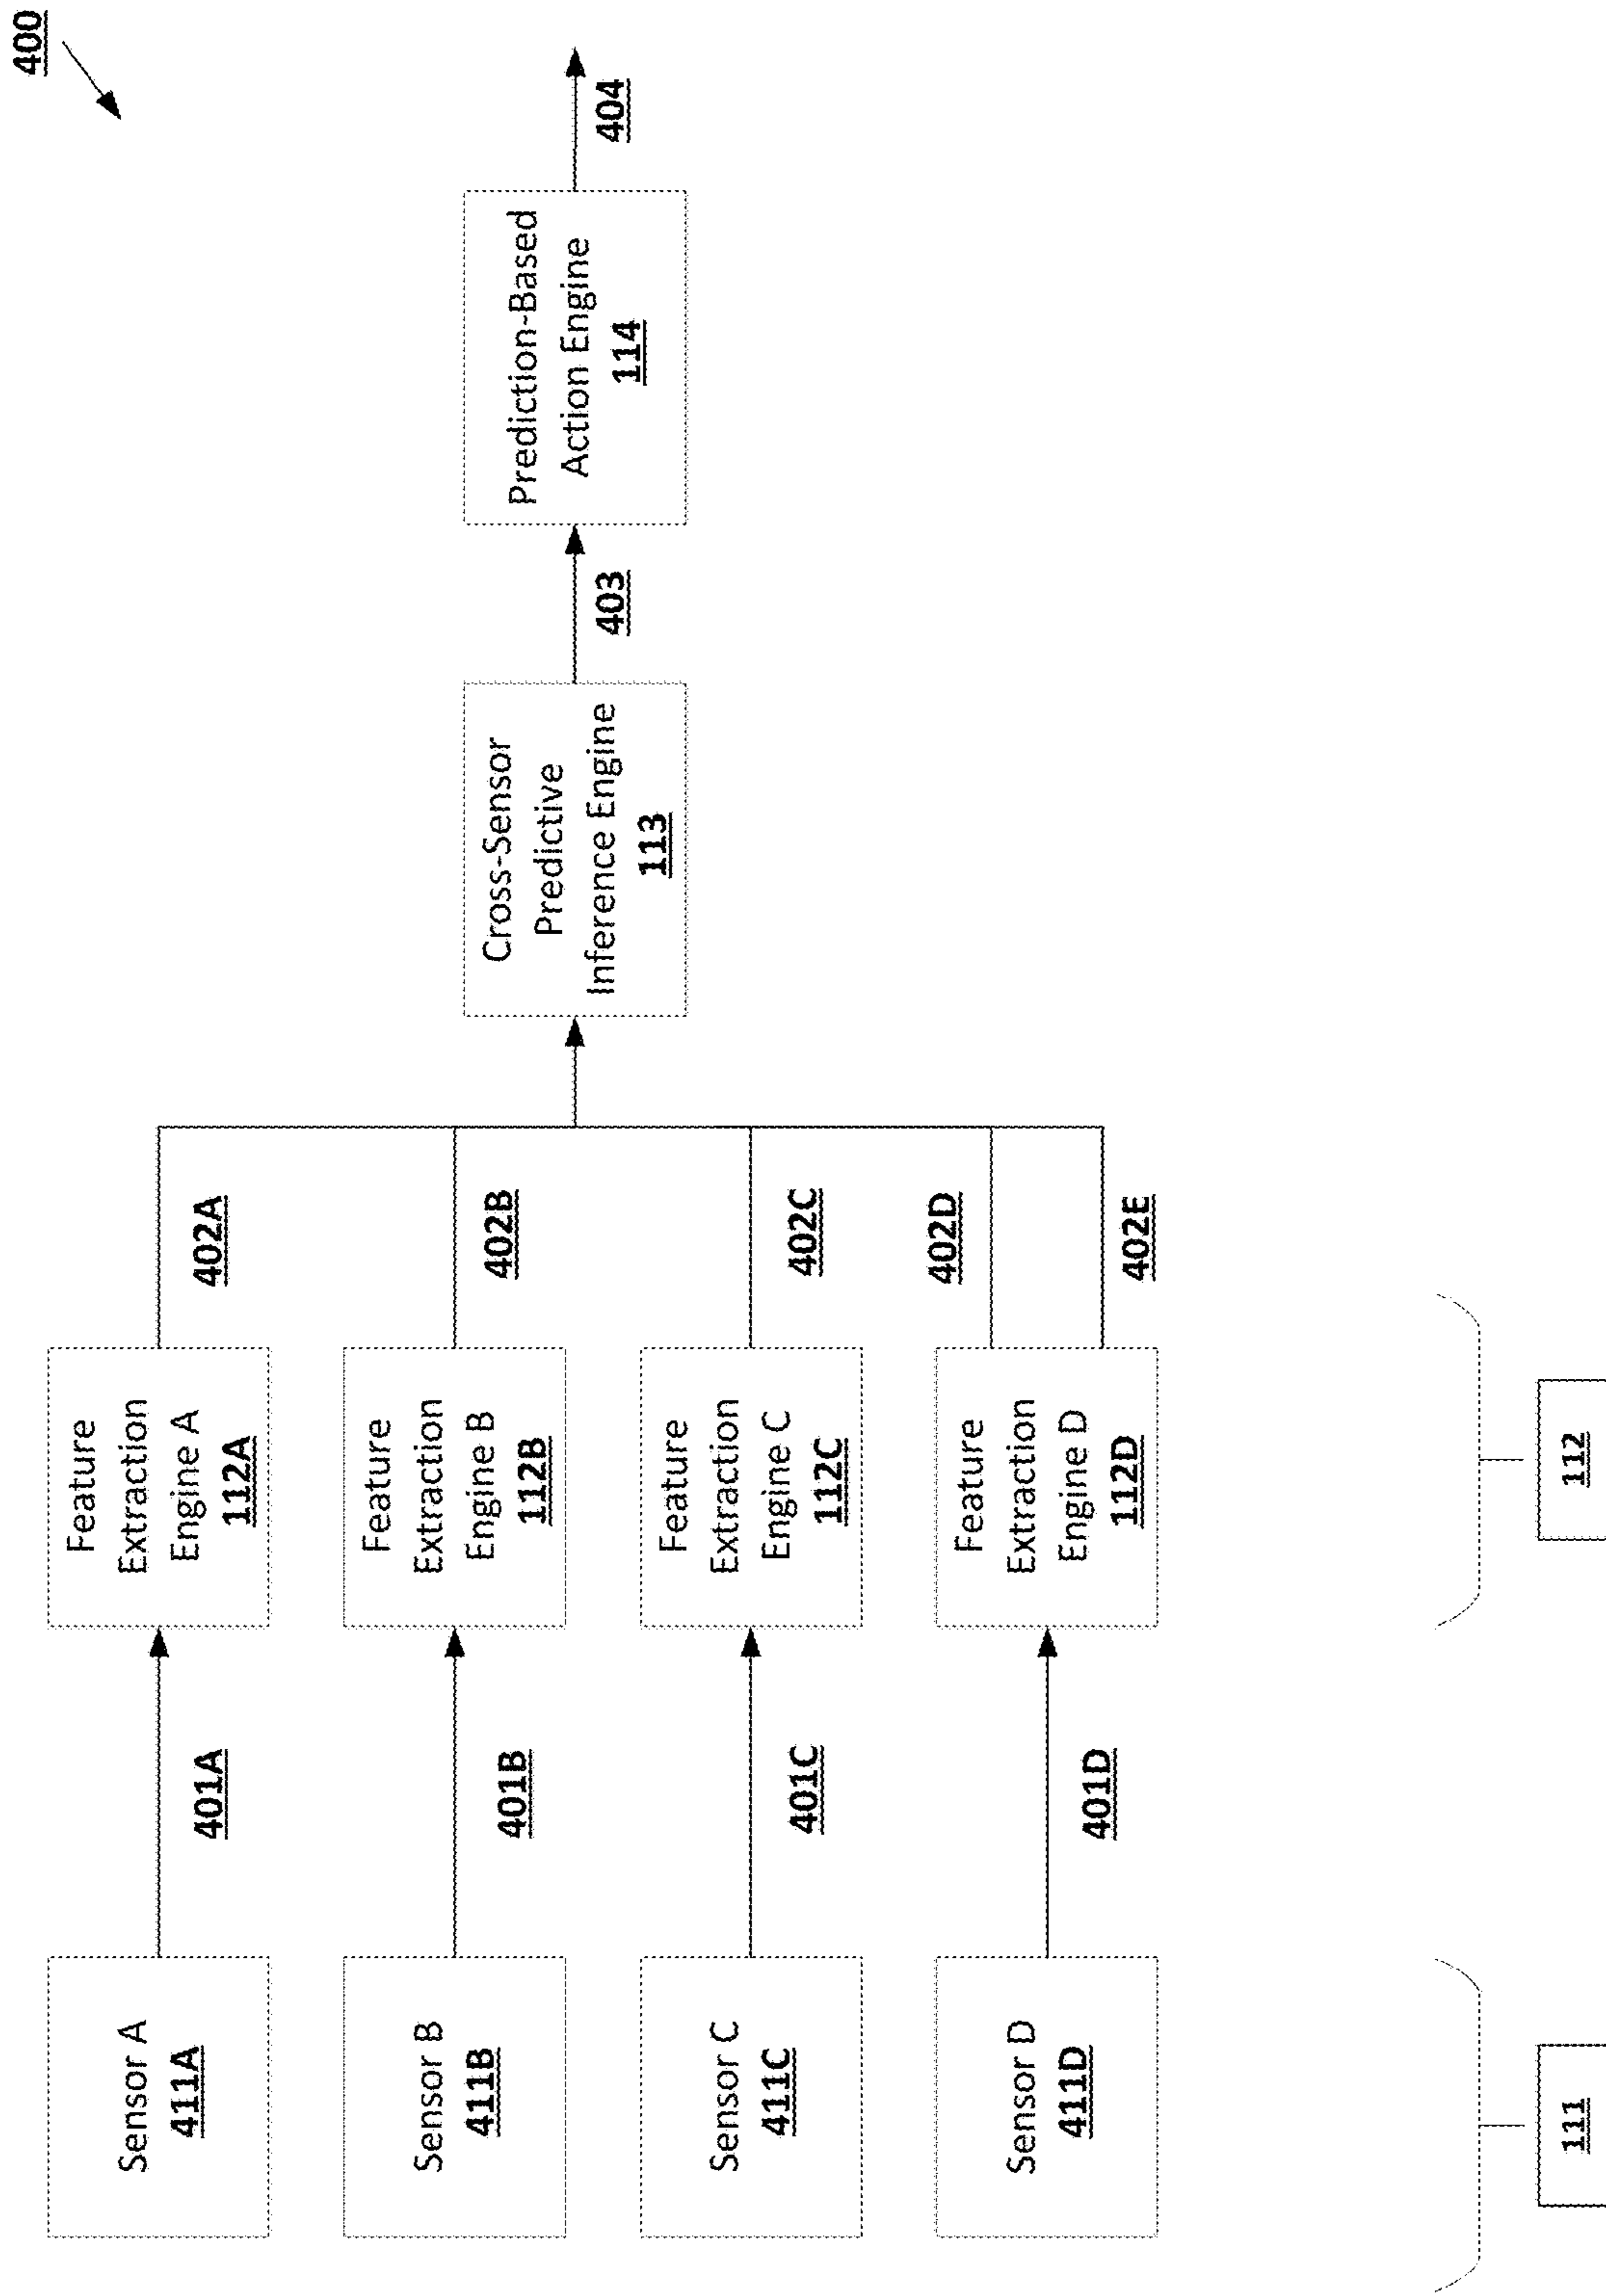 400
Sensor A
411A
401A
Feature
Extraction
Engine A
112A
402A
Sensor B
411B
401B
Feature
Extraction
Engine B
112B
402B
Sensor C
411C
401C
Feature
Extraction
Engine C
112C
402C
Sensor D
411D
401D
Feature
Extraction
Engine D
112D
402D
402E
Cross-Sensor
Predictive
Inference Engine
113
403
Prediction-Based
Action Engine
114
404
111
112